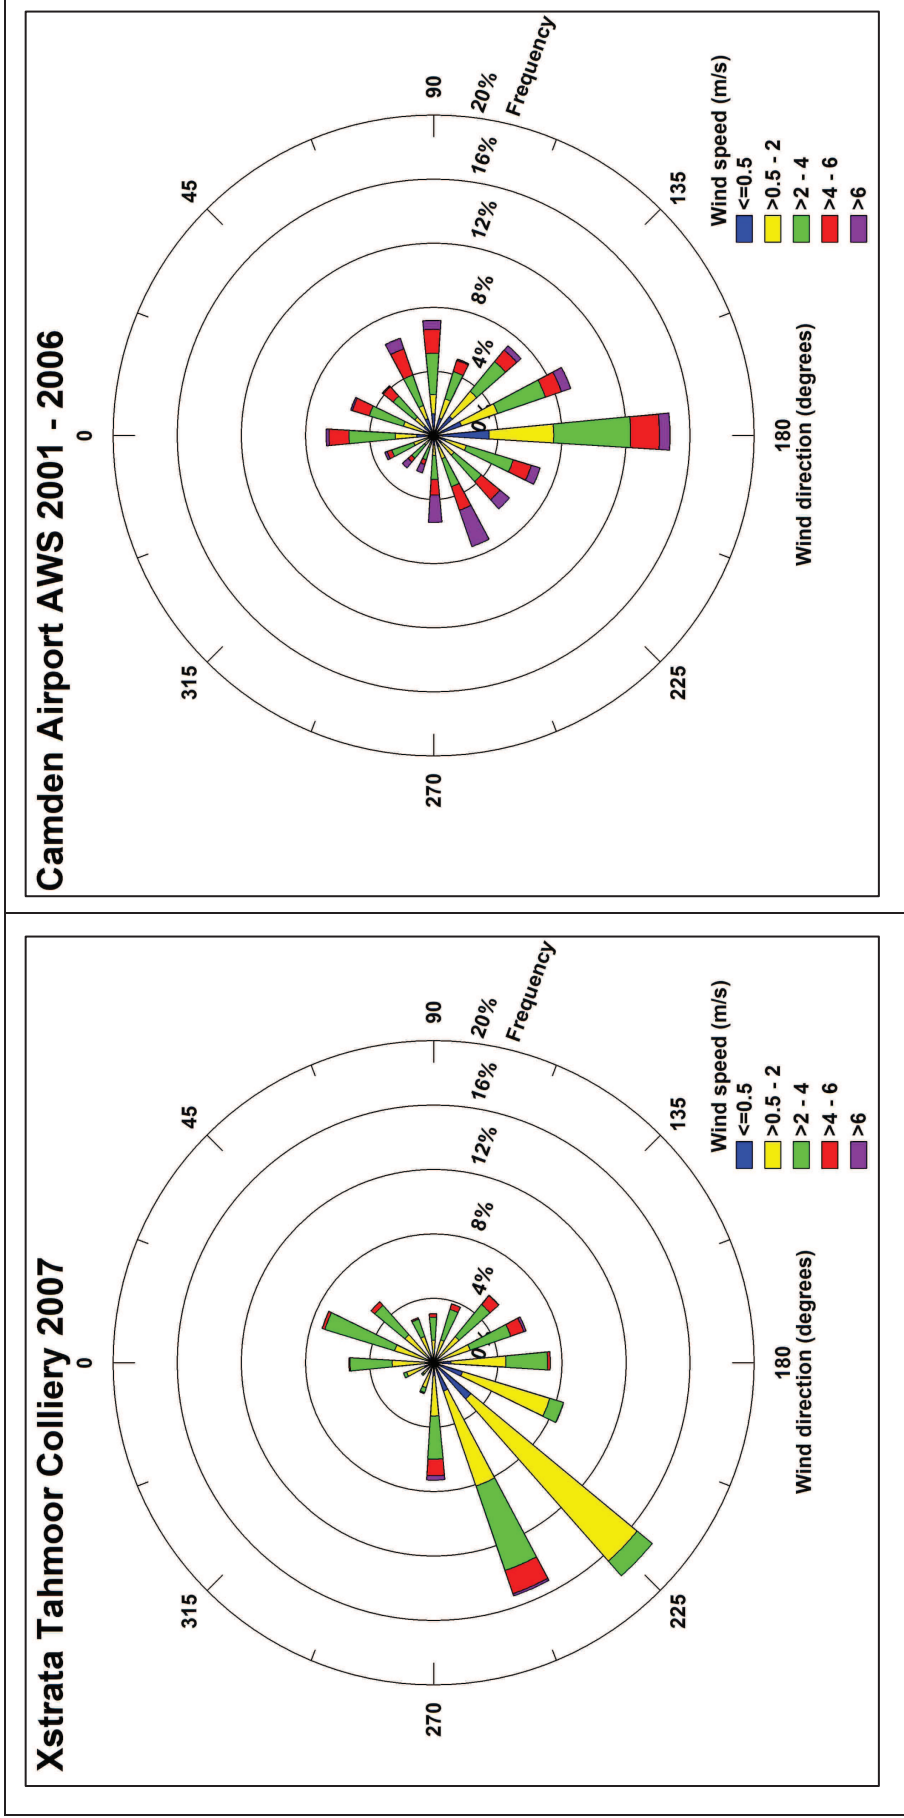 Camden Airport AWS 2001 - 2006
0
45
90
135
180
225
270
315
4%
8%
12%
16%
20%
Frequency
Wind direction (degrees)
Wind speed (m/s)
<=0.5
>0.5 - 2
>2 - 4
>4 - 6
>6
Xstrata Tahmoor Colliery 2007
0
45
90
135
180
225
270
315
4%
8%
12%
16%
20%
Frequency
Wind direction (degrees)
Wind speed (m/s)
<=0.5
>0.5 - 2
>2 - 4
>4 - 6
>6